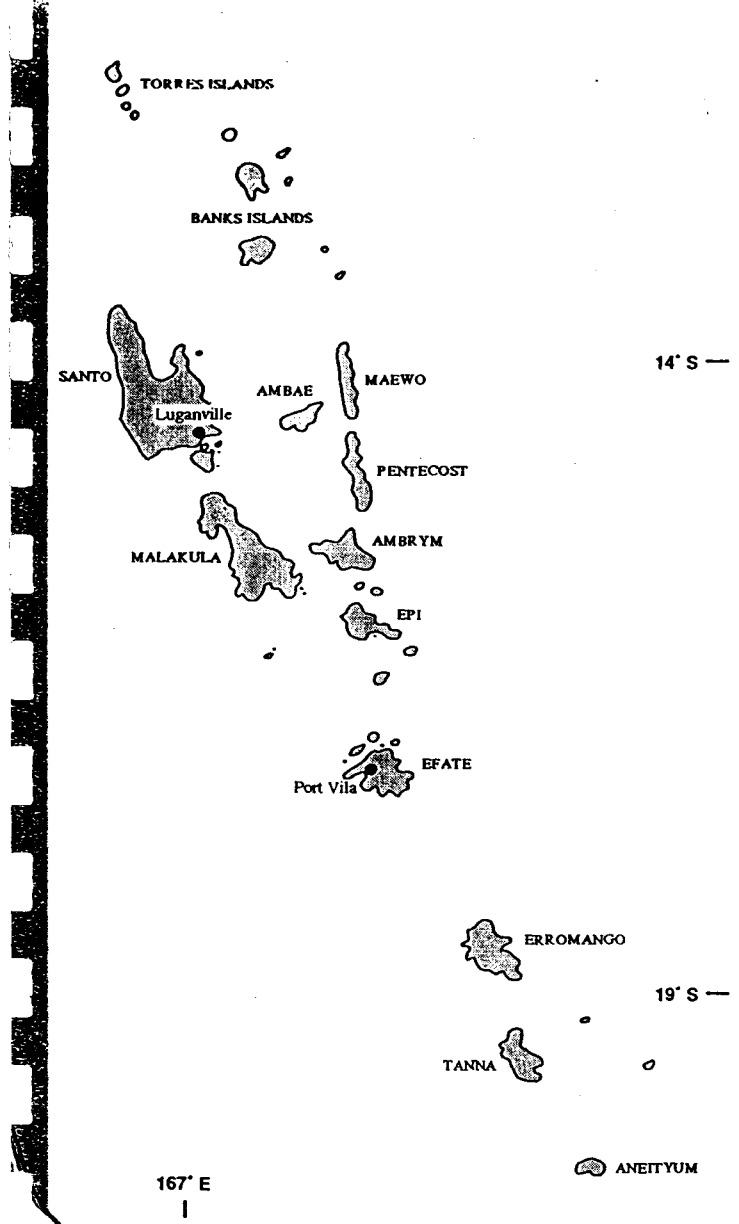 TORRES ISLANDS
BANKS ISLANDS
14° S
SANTO
AMBAE
MAEWO
Luganville
PENTECOST
AMBRYM
MALAKULA
EPI
EFATE
Port Vila
ERROMANGO
19° S
TANNA
ANEITYUM
167° E